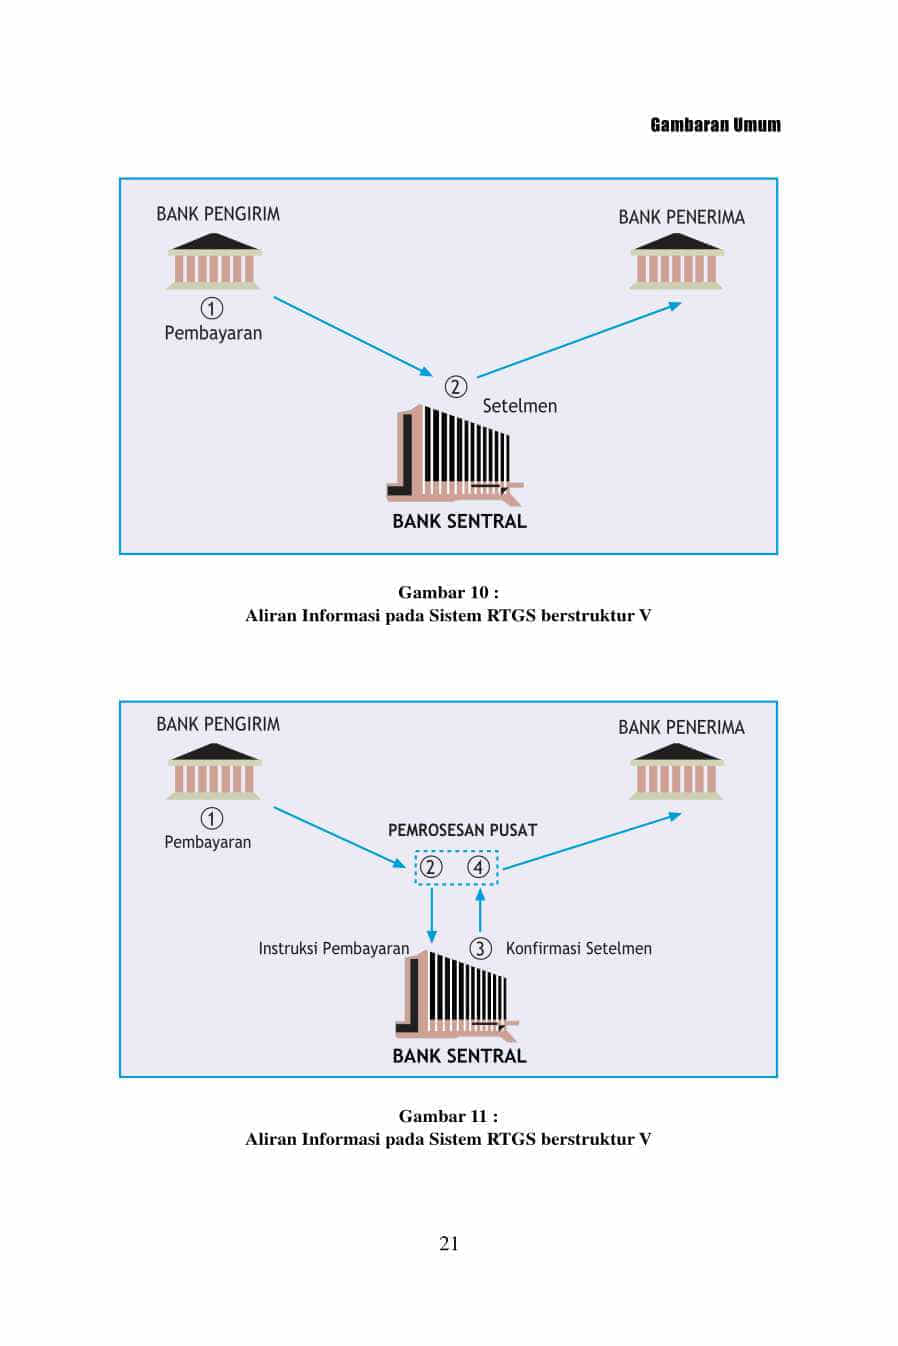 Gambaran Umum
BANK PENGIRIM
BANK PENERIMA
1
Pembayaran
2
Setelmen
BANK SENTRAL
Gambar 10 :
Aliran Informasi pada Sistem RTGS berstruktur V
BANK PENGIRIM
BANK PENERIMA
1
Pembayaran
PEMROSESAN PUSAT
2 4
Instruksi Pembayaran 3 Konfirmasi Setelmen
BANK SENTRAL
Gambar 11 :
Aliran Informasi pada Sistem RTGS berstruktur V
21